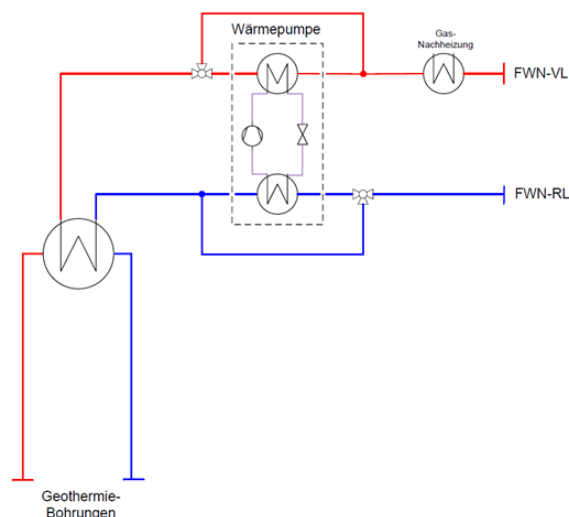 Wärmepumpe
Gas-
Nachheizung
FWN-VL
FWN-RL
Geothermie-
Bohrungen